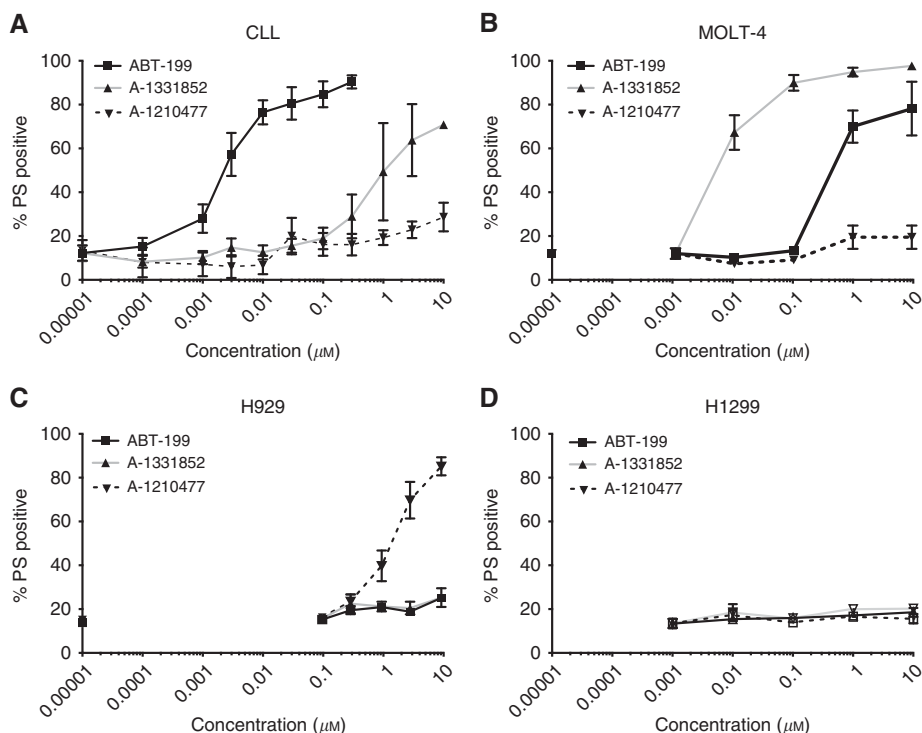 A
CLL
ABT-199
A-1331852
A-1210477
% PS positive
100
80
60
40
20
0
0.00001
0.0001
0.001
0.01
0.1
1
10
Concentration (μM)
B
MOLT-4
ABT-199
A-1331852
A-1210477
% PS positive
100
80
60
40
20
0
0.00001
0.0001
0.001
0.01
0.1
1
10
Concentration (μM)
C
H929
ABT-199
A-1331852
A-1210477
% PS positive
100
80
60
40
20
0
0.00001
0.0001
0.001
0.01
0.1
1
10
Concentration (μM)
D
H1299
ABT-199
A-1331852
A-1210477
% PS positive
100
80
60
40
20
0
0.00001
0.0001
0.001
0.01
0.1
1
10
Concentration (μM)